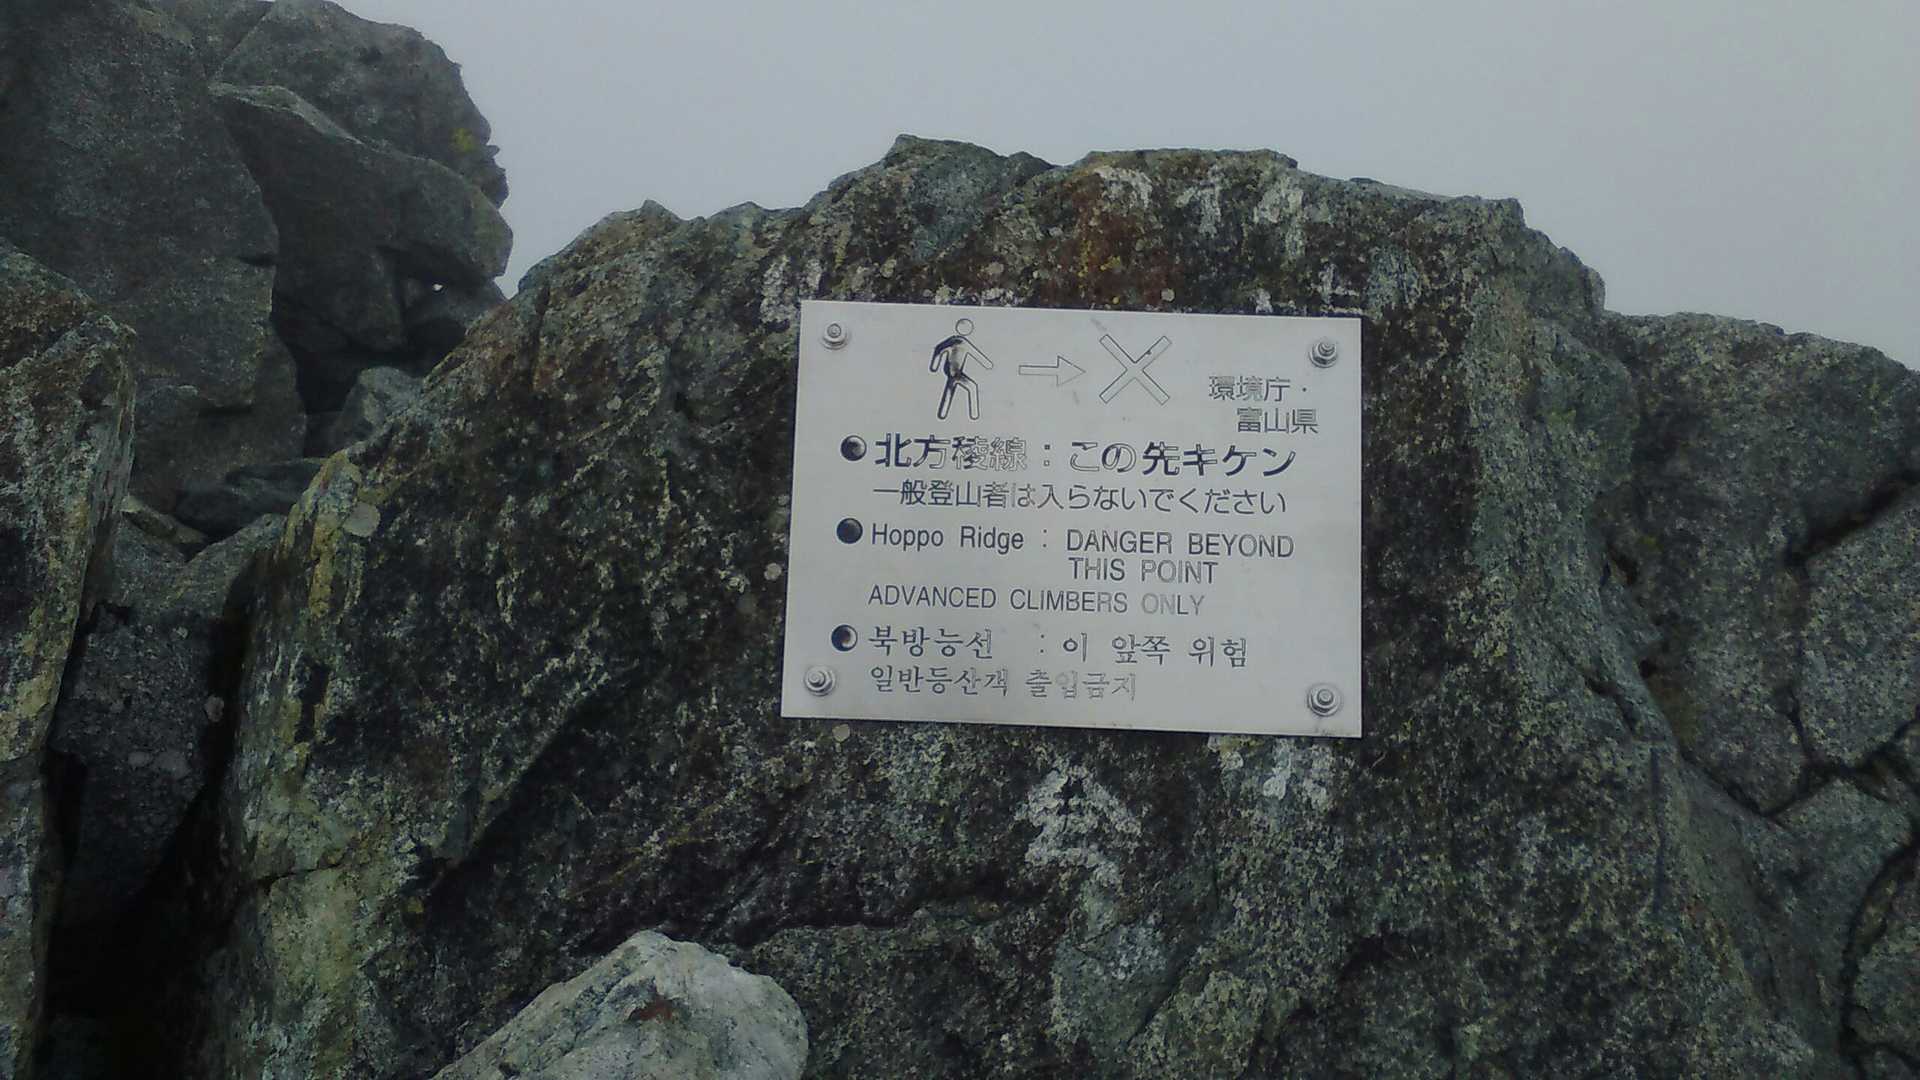 環境庁・
富山県
●北方稜線：この先キケン
一般登山者は入らないでください
●Hoppo Ridge : DANGER BEYOND
THIS POINT
ADVANCED CLIMBERS ONLY
●북방능선 : 이 앞쪽 위험
일반등산객 출입금지